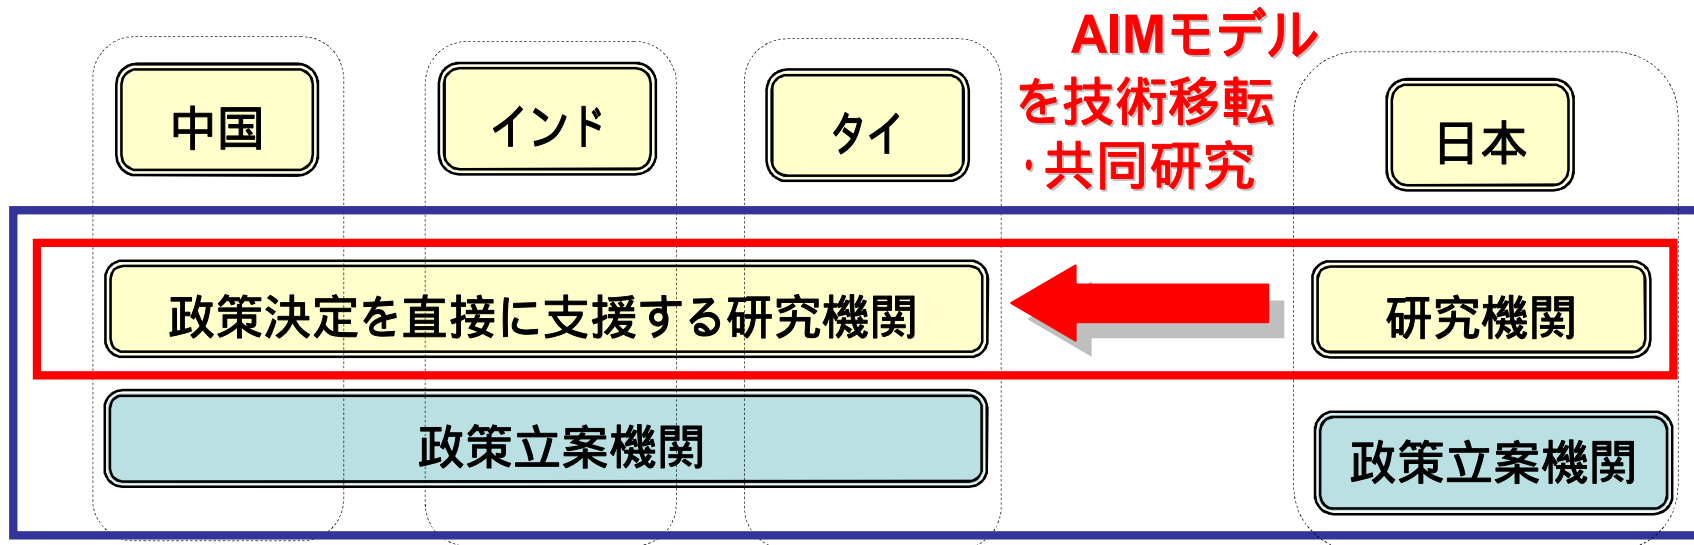 AIMモデル
を技術移転
・共同研究
中国
インド
タイ
日本
政策決定を直接に支援する研究機関
研究機関
政策立案機関
政策立案機関